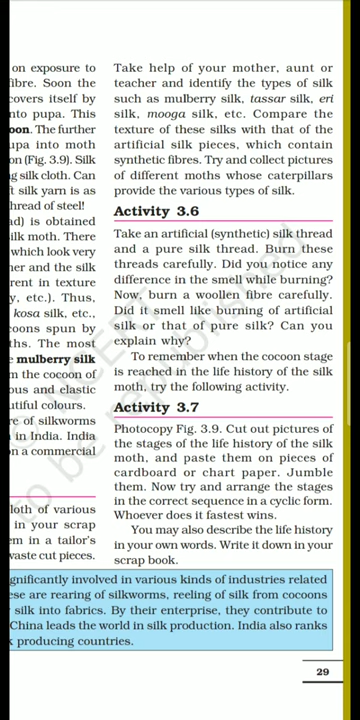 on exposure to
fibre. Soon the
covers itself by
nto pupa. This
oon. The further
upa into moth
on (Fig. 3.9). Silk
g silk cloth. Can
t silk yarn is as
thread of steel!
ad) is obtained
ilk moth. There
which look very
her and the silk
rent in texture
y, etc.). Thus,
kosa silk, etc.,
coons spun by
ths. The most
e mulberry silk
m the cocoon of
ous and elastic
utiful colours.
re of silkworms
in India. India
n a commercial
loth of various
in your scrap
em in a tailor's
waste cut pieces.
Take help of your mother, aunt or
teacher and identify the types of silk
such as mulberry silk, tassar silk, eri
silk, mooga silk, etc. Compare the
texture of these silks with that of the
artificial silk pieces, which contain
synthetic fibres. Try and collect pictures
of different moths whose caterpillars
provide the various types of silk.
Activity 3.6
Take an artificial (synthetic) silk thread
and a pure silk thread. Burn these
threads carefully. Did you notice any
difference in the smell while burning?
Now, burn a woollen fibre carefully.
Did it smell like burning of artificial
silk or that of pure silk? Can you
explain why?
To remember when the cocoon stage
is reached in the life history of the silk
moth, try the following activity.
Activity 3.7
Photocopy Fig. 3.9. Cut out pictures of
the stages of the life history of the silk
moth, and paste them on pieces of
cardboard or chart paper. Jumble
them. Now try and arrange the stages
in the correct sequence in a cyclic form.
Whoever does it fastest wins.
You may also describe the life history
in your own words. Write it down in your
scrap book.
gnificantly involved in various kinds of industries related
ese are rearing of silkworms, reeling of silk from cocoons
silk into fabrics. By their enterprise, they contribute to
China leads the world in silk production. India also ranks
k producing countries.
29
to be republished